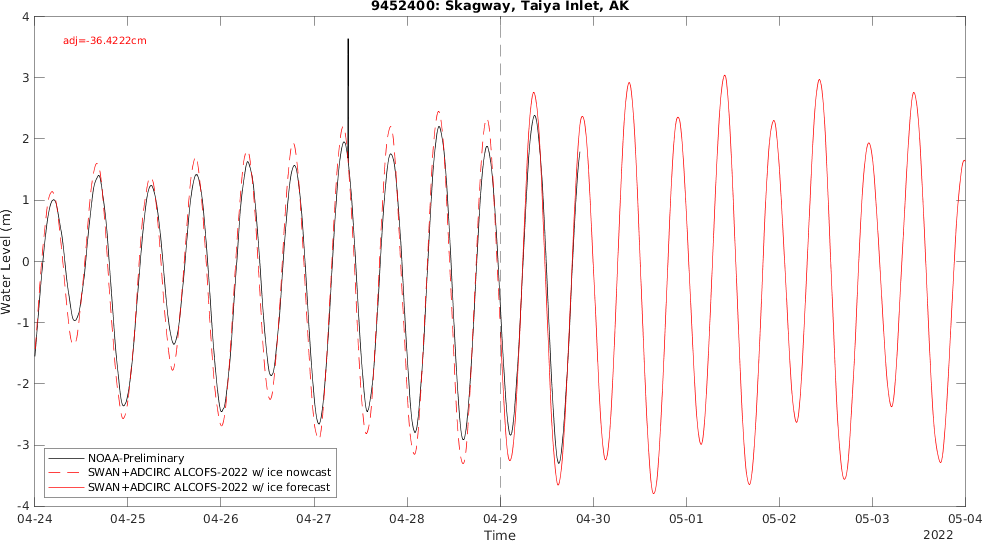 9452400: Skagway, Taiya Inlet, AK
adj=-36.4222cm
Water Level (m)
4
3
2
1
0
-1
-2
-3
-4
NOAA-Preliminary
SWAN+ADCIRC ALCOFS-2022 w/ ice nowcast
SWAN+ADCIRC ALCOFS-2022 w/ ice forecast
04-24 04-25 04-26 04-27 04-28 04-29 04-30 05-01 05-02 05-03 05-04
Time
2022